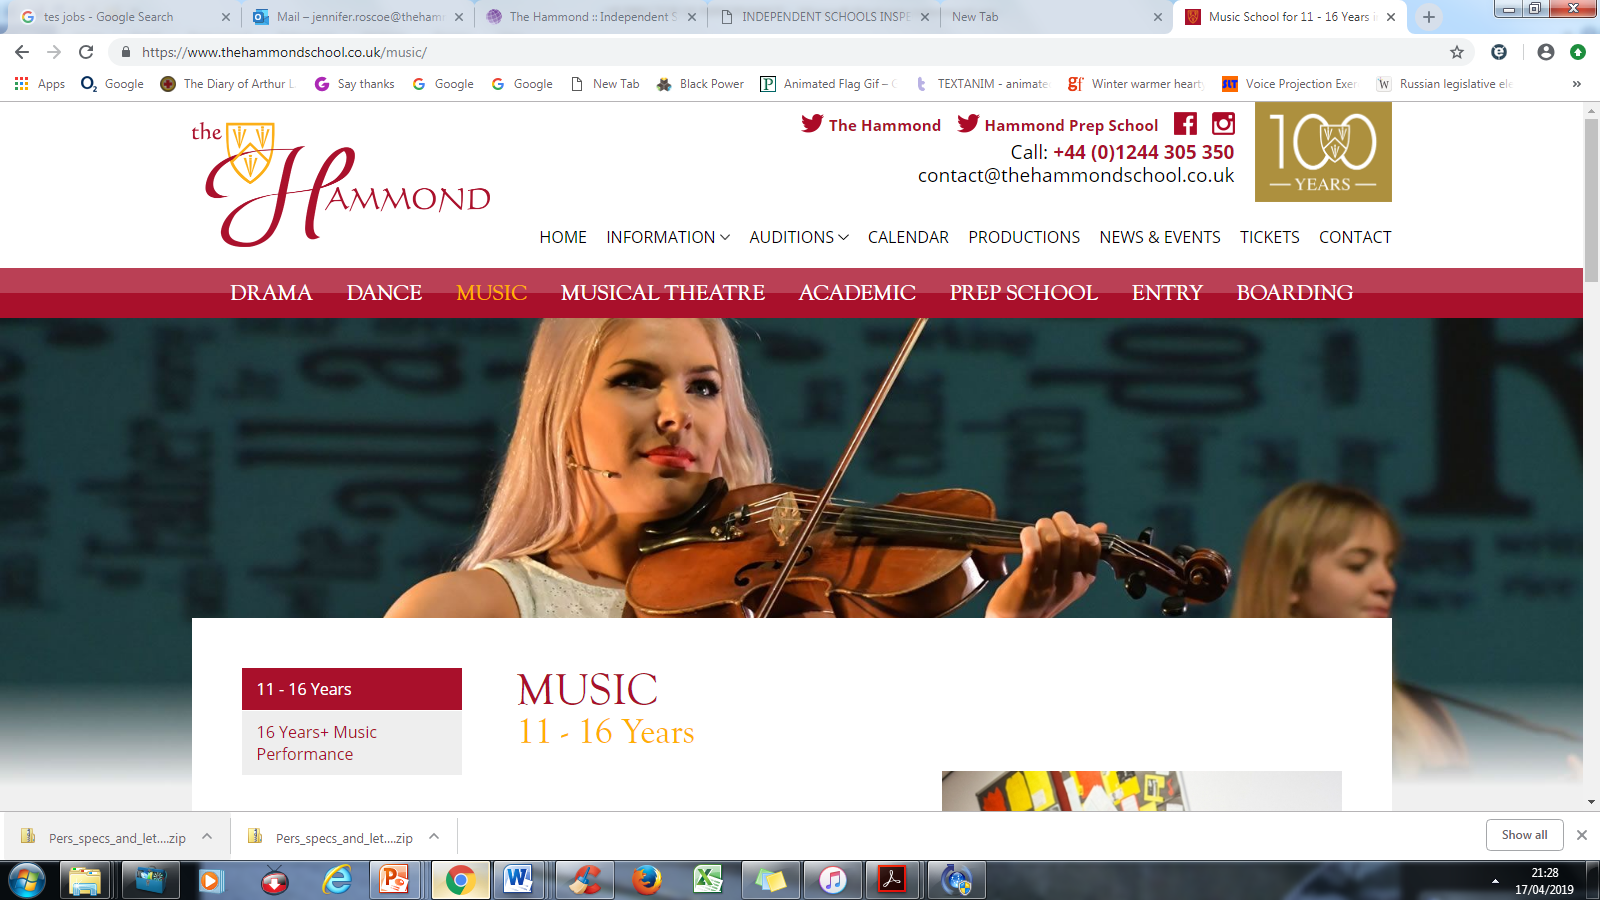 tes jobs - Google Search
Mail – jennifer.roscoe@theham
The Hammond :: Independent S
INDEPENDENT SCHOOLS INSPE
New Tab
Music School for 11 - 16 Years i
https://www.thehammondschool.co.uk/music/
Apps
O2 Google
The Diary of Arthur L
Say thanks
Google
Google
New Tab
Black Power
Animated Flag Gif – C
TEXTANIM - animate
gf Winter warmer heart
Voice Projection Exer
W Russian legislative ele
the
HAMMOND
The Hammond Hammond Prep School
Call: +44 (0)1244 305 350
contact@thehammondschool.co.uk
100
YEARS
HOME INFORMATION AUDITIONS CALENDAR PRODUCTIONS NEWS & EVENTS TICKETS CONTACT
DRAMA DANCE MUSIC MUSICAL THEATRE ACADEMIC PREP SCHOOL ENTRY BOARDING
11 - 16 Years
16 Years+ Music
Performance
MUSIC
11 - 16 Years
Pers_specs_and_let....zip
Pers_specs_and_let....zip
Show all
21:28
17/04/2019